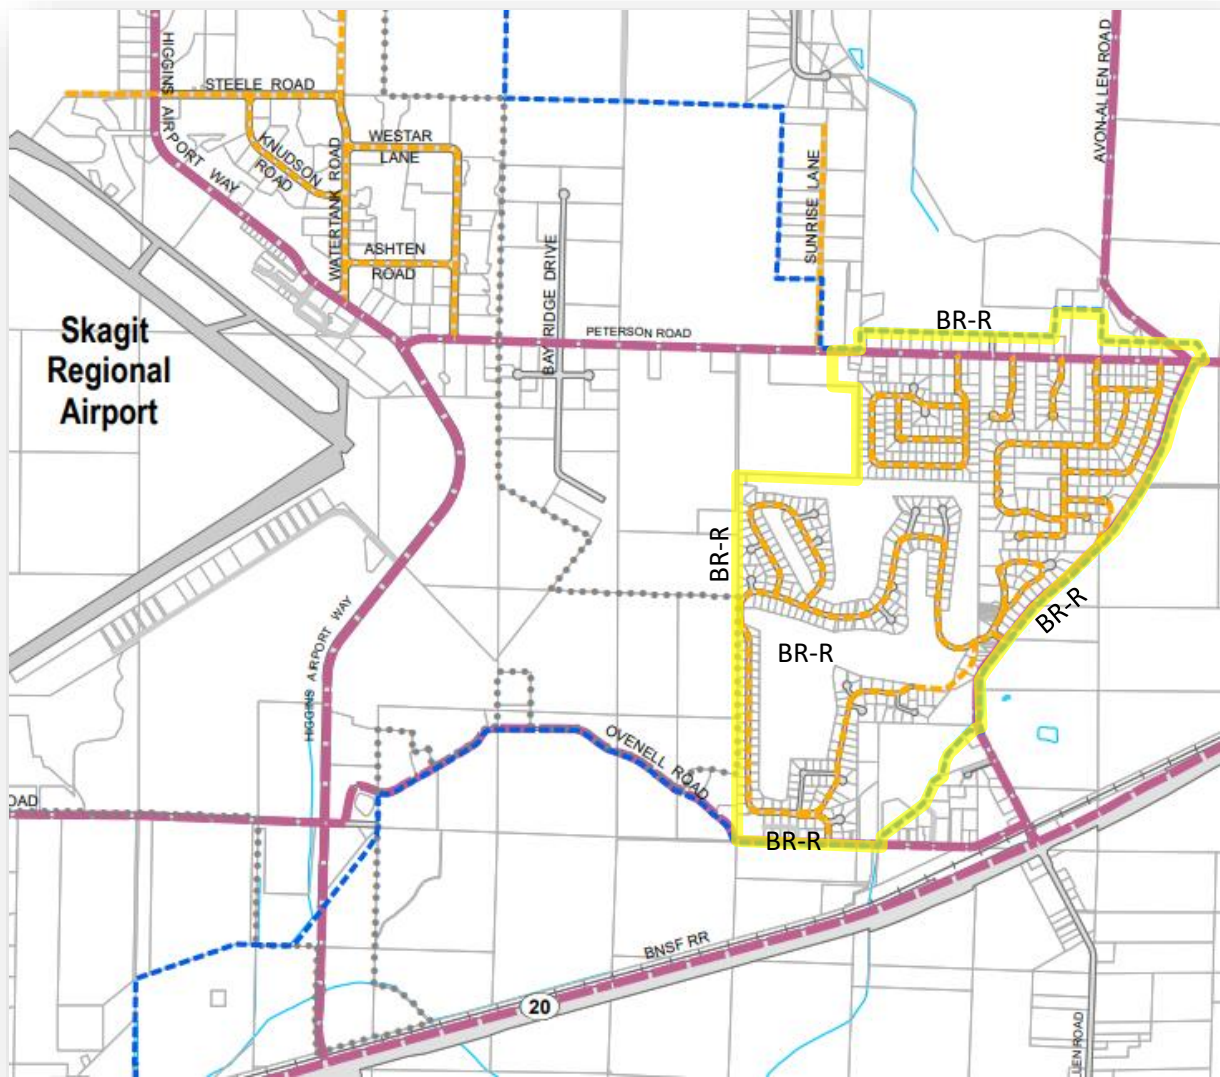 HIGGINS AIRPORT WAY
STEELE ROAD
AVON-ALLEN ROAD
KNUDSON
ROAD
WATERTANK ROAD
WESTAR
LANE
SUNRISE LANE
ASHTEN
ROAD
BAY RIDGE DRIVE
Skagit
Regional
Airport
PETERSON ROAD
BR-R
BR-R
BR-R
BR-R
HIGGINS AIRPORT WAY
OVENELL ROAD
OAD
BR-R
BNSF RR
20
LLEN ROAD